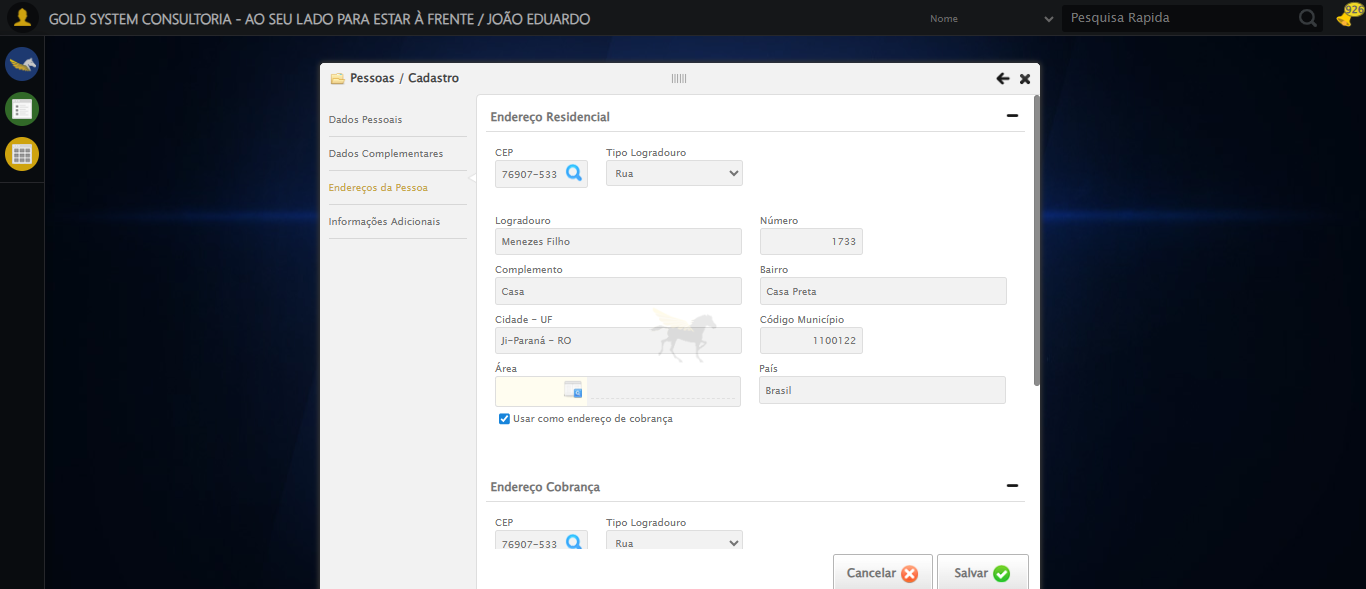 GOLD SYSTEM CONSULTORIA - AO SEU LADO PARA ESTAR À FRENTE / JOÃO EDUARDO
Nome
Pesquisa Rapida
926
Pessoas / Cadastro
Dados Pessoais
Dados Complementares
Endereços da Pessoa
Informações Adicionais
Endereço Residencial
CEP Tipo Logradouro
76907-533 Rua
Logradouro Número
Menezes Filho 1733
Complemento Bairro
Casa Casa Preta
Cidade - UF Código Município
Ji-Paraná - RO 1100122
Área País
Brasil
Usar como endereço de cobrança
Endereço Cobrança
CEP Tipo Logradouro
76907-533 Rua
Cancelar Salvar